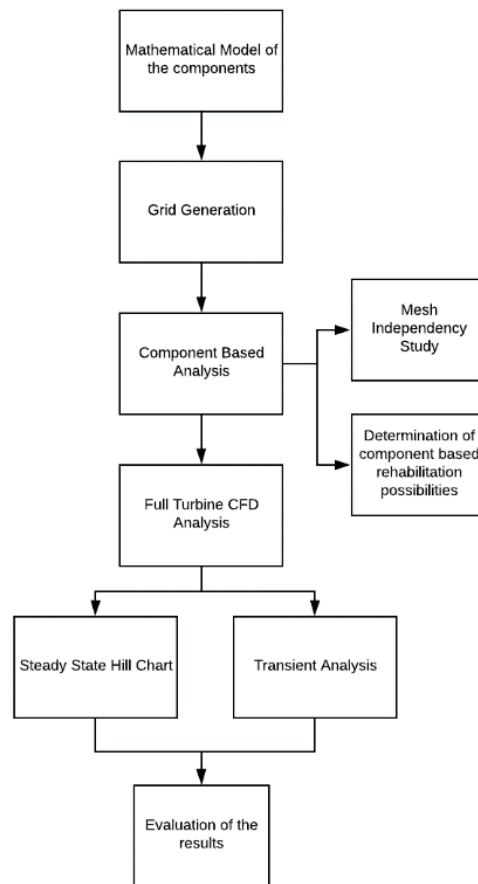 Mathematical Model of
the components
Grid Generation
Component Based
Analysis
Mesh
Independency
Study
Determination of
component based
rehabilitation
possibilities
Full Turbine CFD
Analysis
Steady State Hill Chart
Transient Analysis
Evaluation of the
results